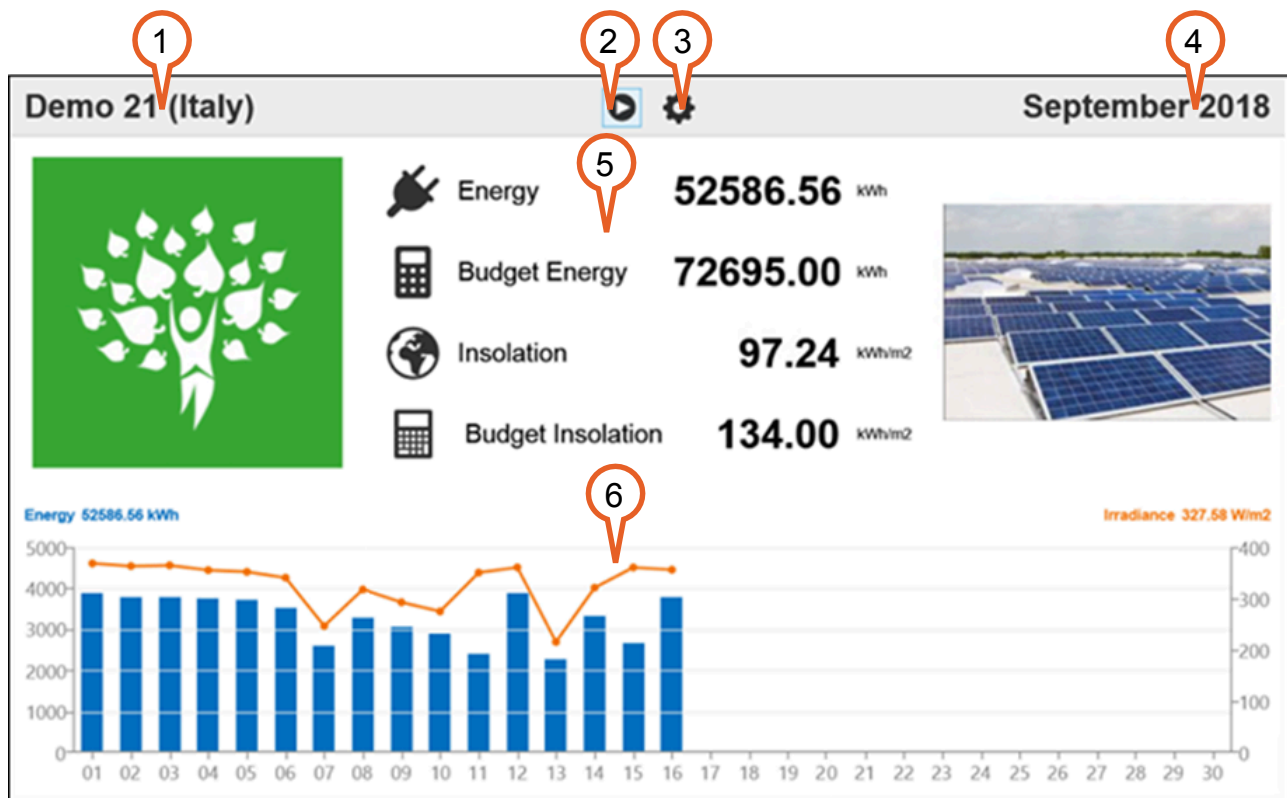 1
2
3
4
Demo 21 (Italy)
September 2018
5
Energy 52586.56 kWh
Budget Energy 72695.00 kWh
Insolation 97.24 kWh/m2
Budget Insolation 134.00 kWh/m2
6
Energy 52586.56 kWh
Irradiance 327.58 W/m2
5000
4000
3000
2000
1000
0
400
300
200
100
0
01 02 03 04 05 06 07 08 09 10 11 12 13 14 15 16 17 18 19 20 21 22 23 24 25 26 27 28 29 30